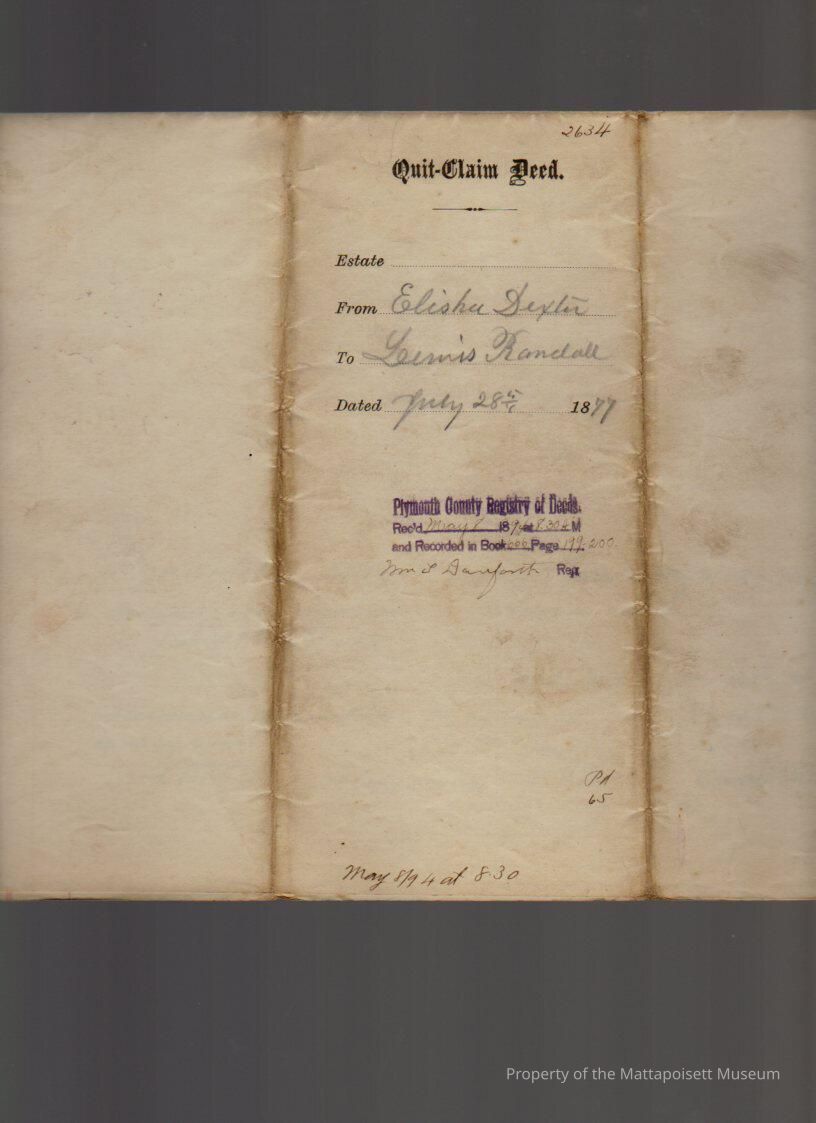 2634
Quit-Claim Deed.
Estate
From Elisha Dexter
To Lewis Randall
Dated July 28th 1877
Plymouth County Registry of Deeds.
Rec'd May 8 1894 at 8.30 A M
and Recorded in Book 666 Page 199-200.
Wm S Danforth Reg.
Pd
65
May 8/94 at 8 30
Property of the Mattapoisett Museum